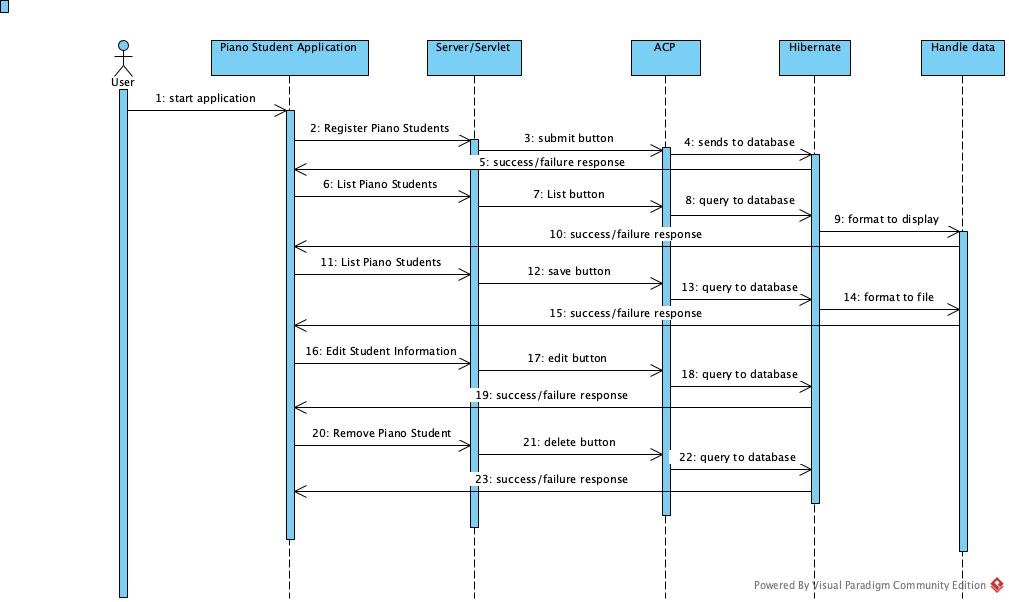 Piano Student Application
Server/Servlet
ACP
Hibernate
Handle data
User
1: start application
2: Register Piano Students
3: submit button
4: sends to database
5: success/failure response
6: List Piano Students
7: List button
8: query to database
9: format to display
10: success/failure response
11: List Piano Students
12: save button
13: query to database
14: format to file
15: success/failure response
16: Edit Student Information
17: edit button
18: query to database
19: success/failure response
20: Remove Piano Student
21: delete button
22: query to database
23: success/failure response
Powered By Visual Paradigm Community Edition